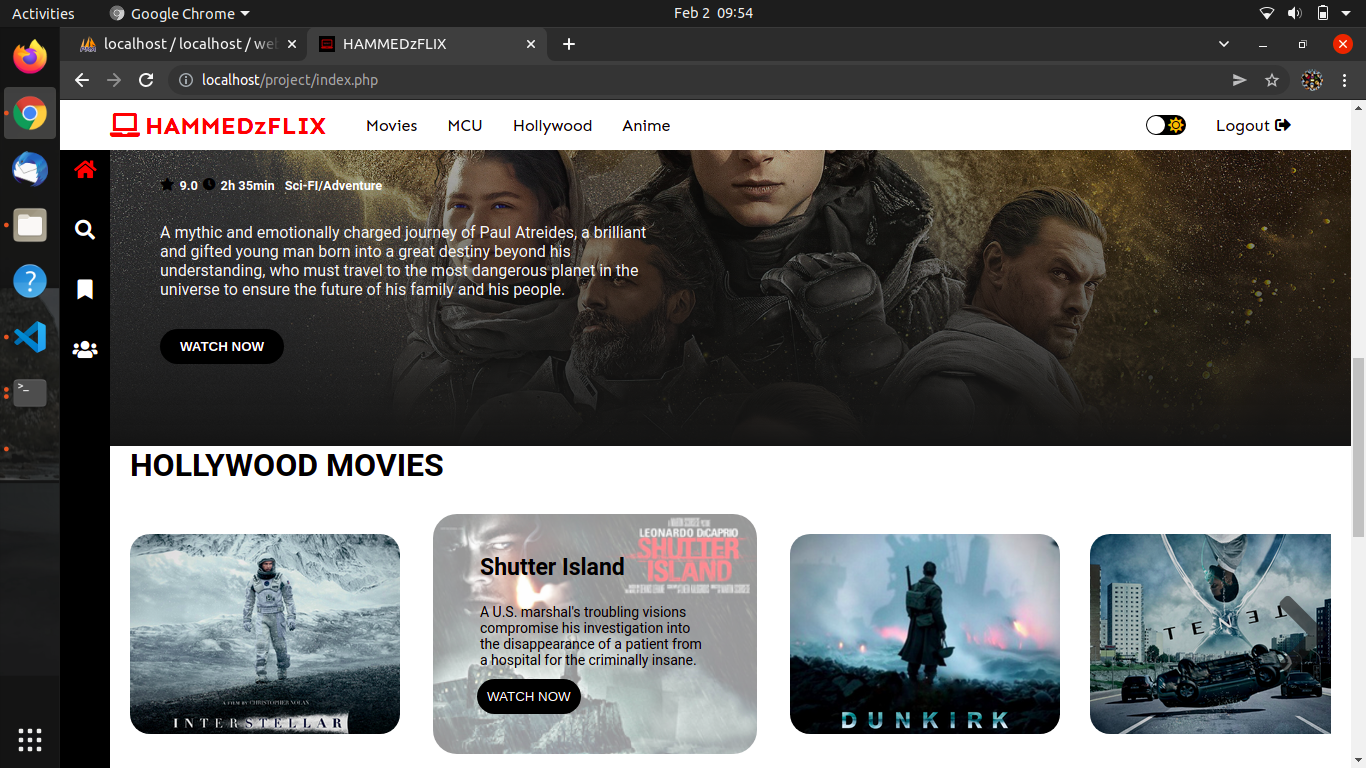 Activities
Google Chrome
Feb 2 09:54
localhost / localhost / we
HAMMEDzFLIX
localhost/project/index.php
HAMMEDzFLIX
Movies
MCU
Hollywood
Anime
Logout
9.0
2h 35min
Sci-FI/Adventure
A mythic and emotionally charged journey of Paul Atreides, a brilliant
and gifted young man born into a great destiny beyond his
understanding, who must travel to the most dangerous planet in the
universe to ensure the future of his family and his people.
WATCH NOW
HOLLYWOOD MOVIES
A FILM BY CHRISTOPHER NOLAN
INTERSTELLAR
LEONARDO DiCAPRIO
SHUTTER
ISLAND
Shutter Island
A U.S. marshal's troubling visions
compromise his investigation into
the disappearance of a patient from
a hospital for the criminally insane.
WATCH NOW
DUNKIRK
TENET